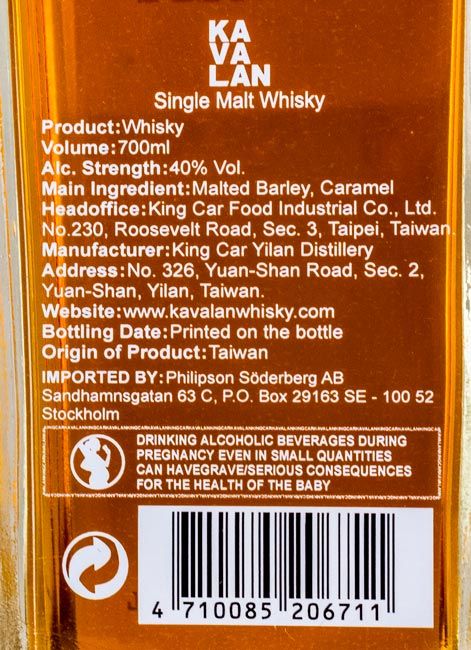 KA
VA
LAN
Single Malt Whisky
Product:Whisky
Volume:700ml
Alc. Strength:40% Vol.
Main Ingredient:Malted Barley, Caramel
Headoffice:King Car Food Industrial Co., Ltd.
No.230, Roosevelt Road, Sec. 3, Taipei, Taiwan.
Manufacturer:King Car Yilan Distillery
Address:No. 326, Yuan-Shan Road, Sec. 2,
Yuan-Shan, Yilan, Taiwan.
Website:www.kavalanwhisky.com
Bottling Date:Printed on the bottle
Origin of Product:Taiwan
IMPORTED BY:Philipson Söderberg AB
Sandhamnsgatan 63 C, P.O. Box 29163 SE - 100 52
Stockholm
DRINKING ALCOHOLIC BEVERAGES DURING
PREGNANCY EVEN IN SMALL QUANTITIES
CAN HAVEGRAVE/SERIOUS CONSEQUENCES
FOR THE HEALTH OF THE BABY
4 710085 206711